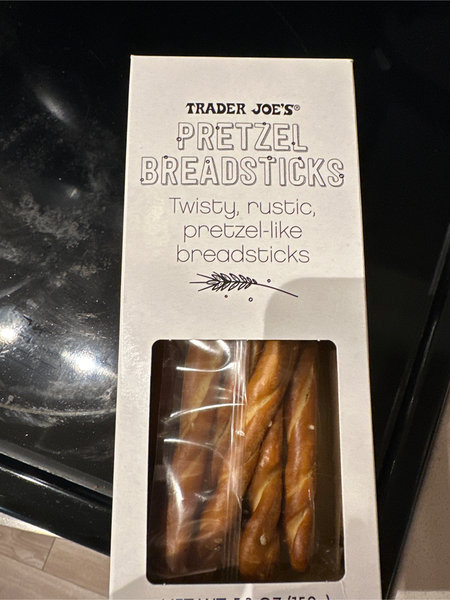 TRADER JOE'S®
PRETZEL
BREADSTICKS
Twisty, rustic,
pretzel-like
breadsticks